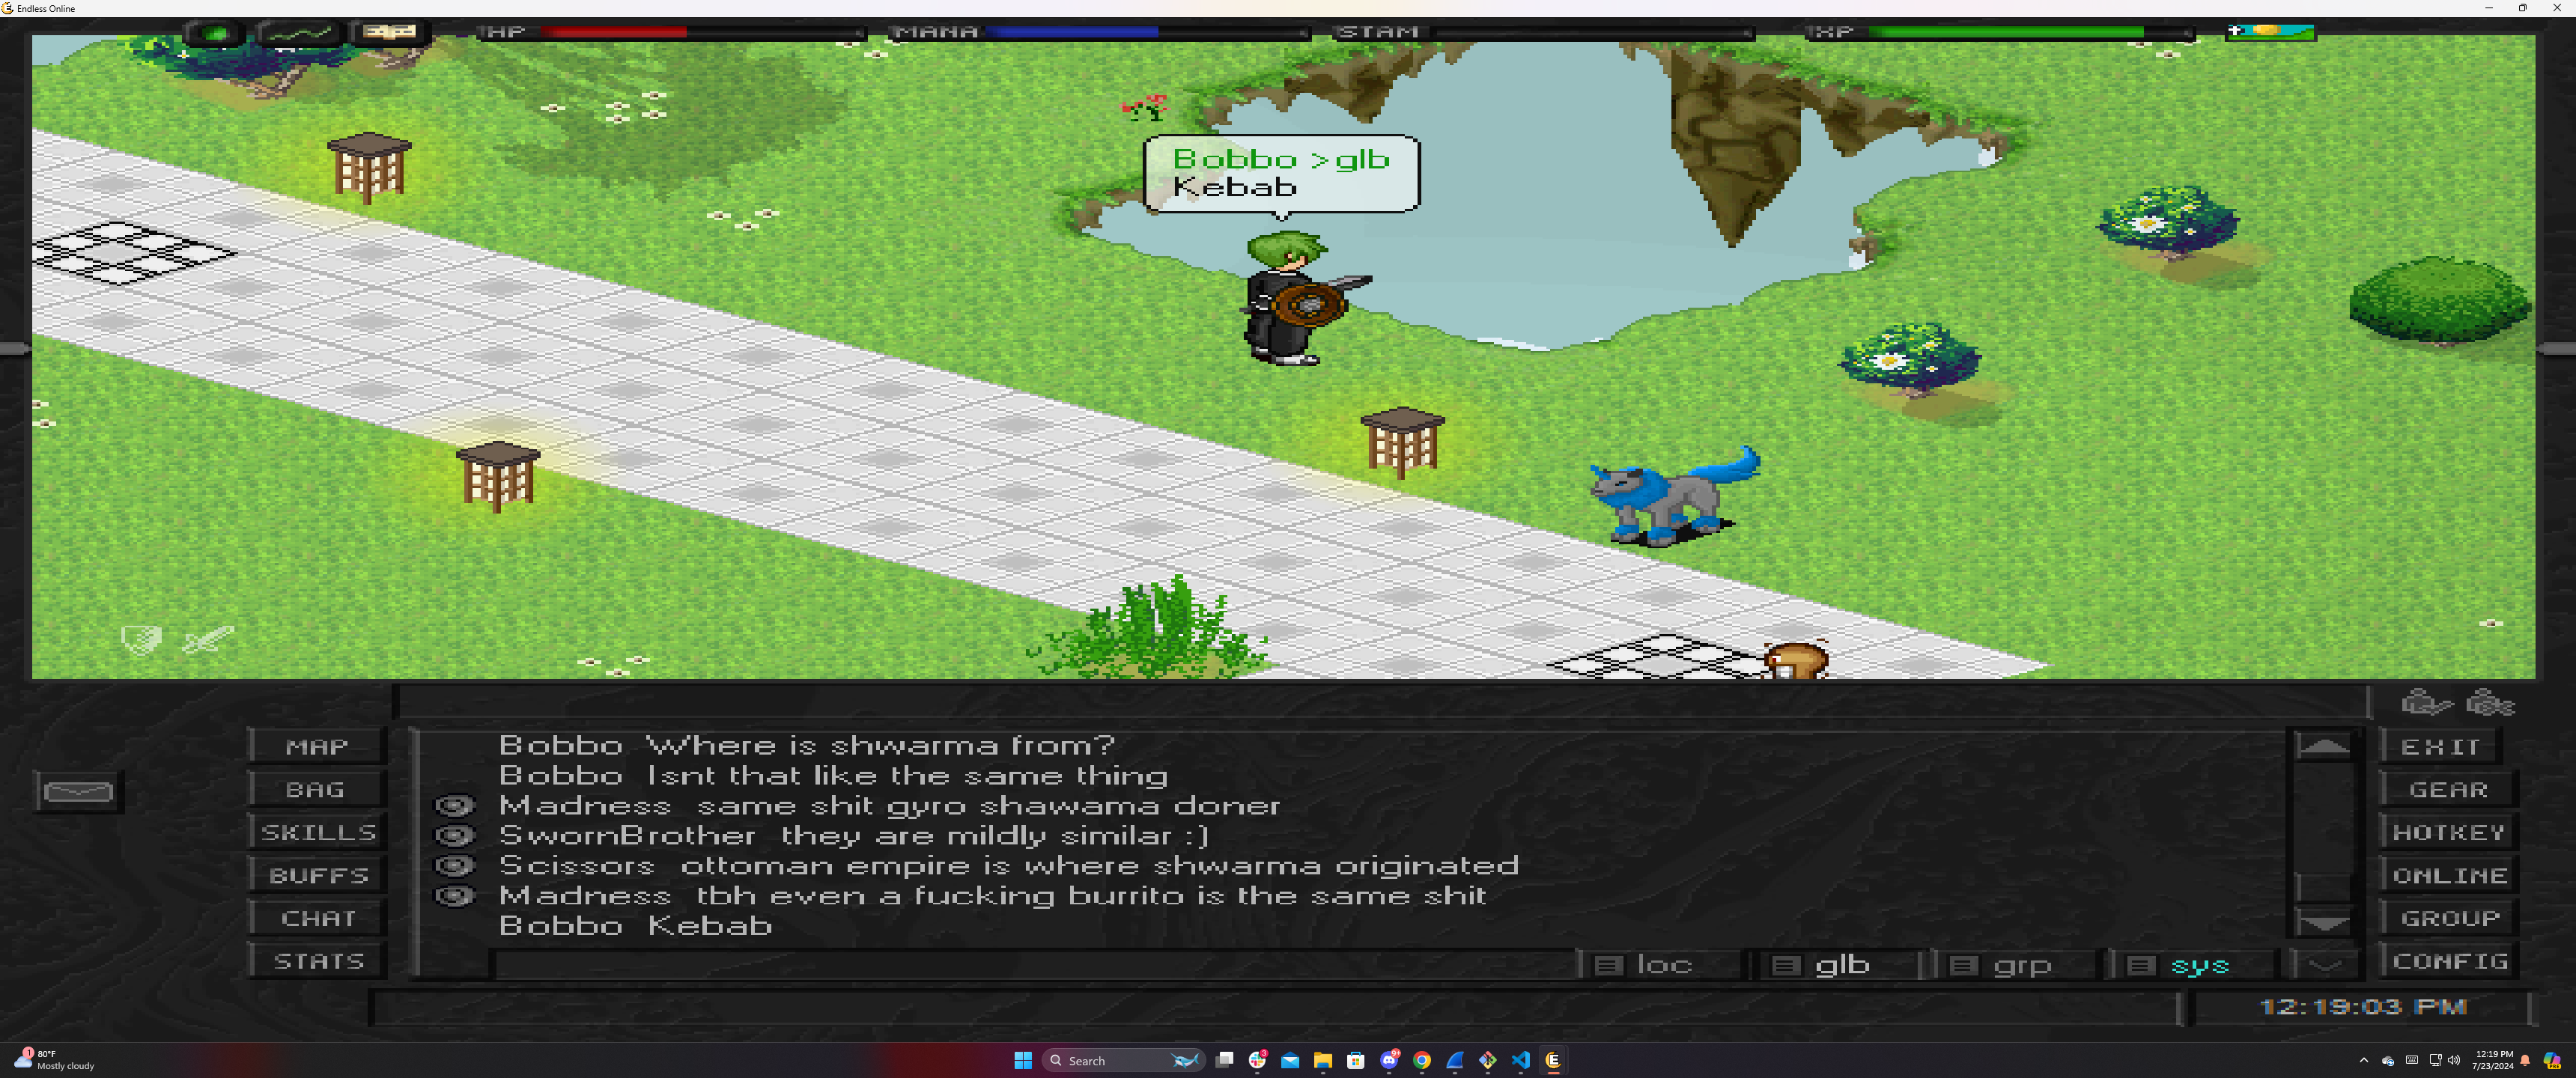 Endless Online
HP
MANA
STAM
XP
Bobbo >glb
Kebab
MAP
BAG
SKILLS
BUFFS
CHAT
STATS
Bobbo  Where is shwarma from?
Bobbo  Isnt that like the same thing
Madness  same shit gyro shawama doner
SwornBrother  they are mildly similar :)
Scissors  ottoman empire is where shwarma originated
Madness  tbh even a fucking burrito is the same shit
Bobbo  Kebab
EXIT
GEAR
HOTKEY
ONLINE
GROUP
CONFIG
loc
glb
grp
sys
12:19:03 PM
1
80°F
Mostly cloudy
Search
3
9+
12:19 PM
7/23/2024